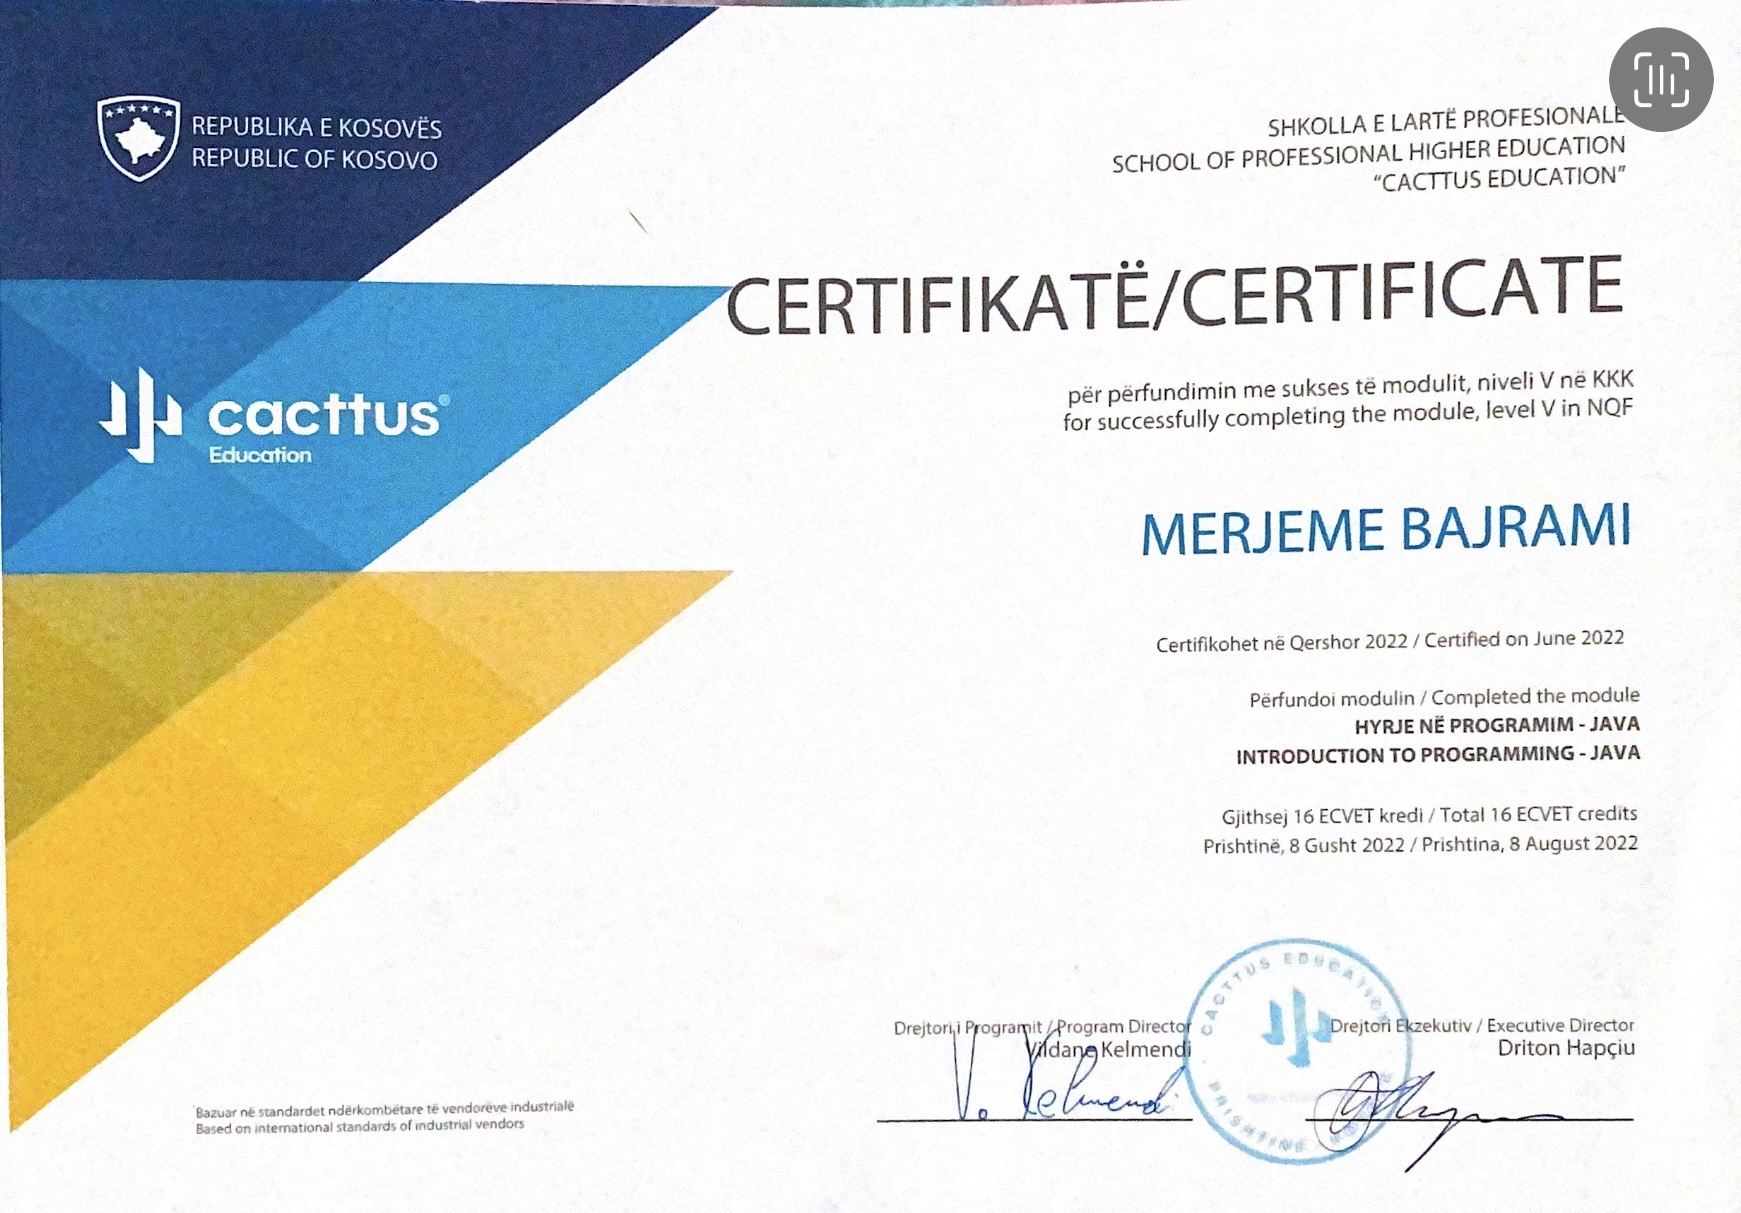 REPUBLIKA E KOSOVËS
REPUBLIC OF KOSOVO
SHKOLLA E LARTË PROFESIONALE
SCHOOL OF PROFESSIONAL HIGHER EDUCATION
“CACTTUS EDUCATION”
CERTIFIKATË/CERTIFICATE
për përfundimin me sukses të modulit, niveli V në KKK
for successfully completing the module, level V in NQF
cacttus®
Education
MERJEME BAJRAMI
Certifikohet në Qershor 2022 / Certified on June 2022
Përfundoi modulin / Completed the module
HYRJE NË PROGRAMIM - JAVA
INTRODUCTION TO PROGRAMMING - JAVA
Gjithsej 16 ECVET kredi / Total 16 ECVET credits
Prishtinë, 8 Gusht 2022 / Prishtina, 8 August 2022
Drejtori i Programit / Program Director
Vildane Kelmendi
V. Kelmendi
CACTTUS EDUCATION
PRISHTINË
Drejtori Ekzekutiv / Executive Director
Driton Hapçiu
Bazuar në standardet ndërkombëtare të vendorëve industrialë
Based on international standards of industrial vendors